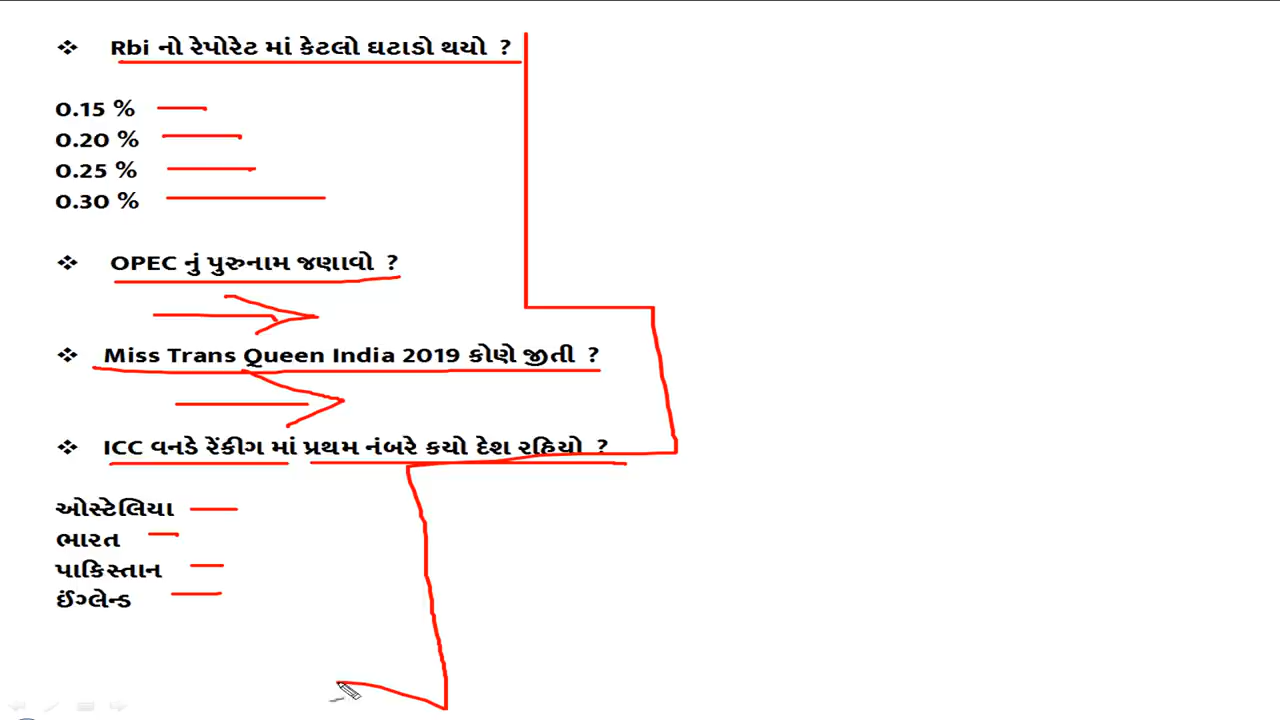 ❖ Rbi નો રેપોરેટ માં કેટલો ઘટાડો થયો ?
0.15 %
0.20 %
0.25 %
0.30 %
❖ OPEC નું પુરુનામ જણાવો ?
❖ Miss Trans Queen India 2019 કોણે જીતી ?
❖ ICC વનડે રેંકીગ માં પ્રથમ નંબરે કયો દેશ રહિયો ?
ઓસ્ટેલિયા
ભારત
પાકિસ્તાન
ઈંગ્લેન્ડ